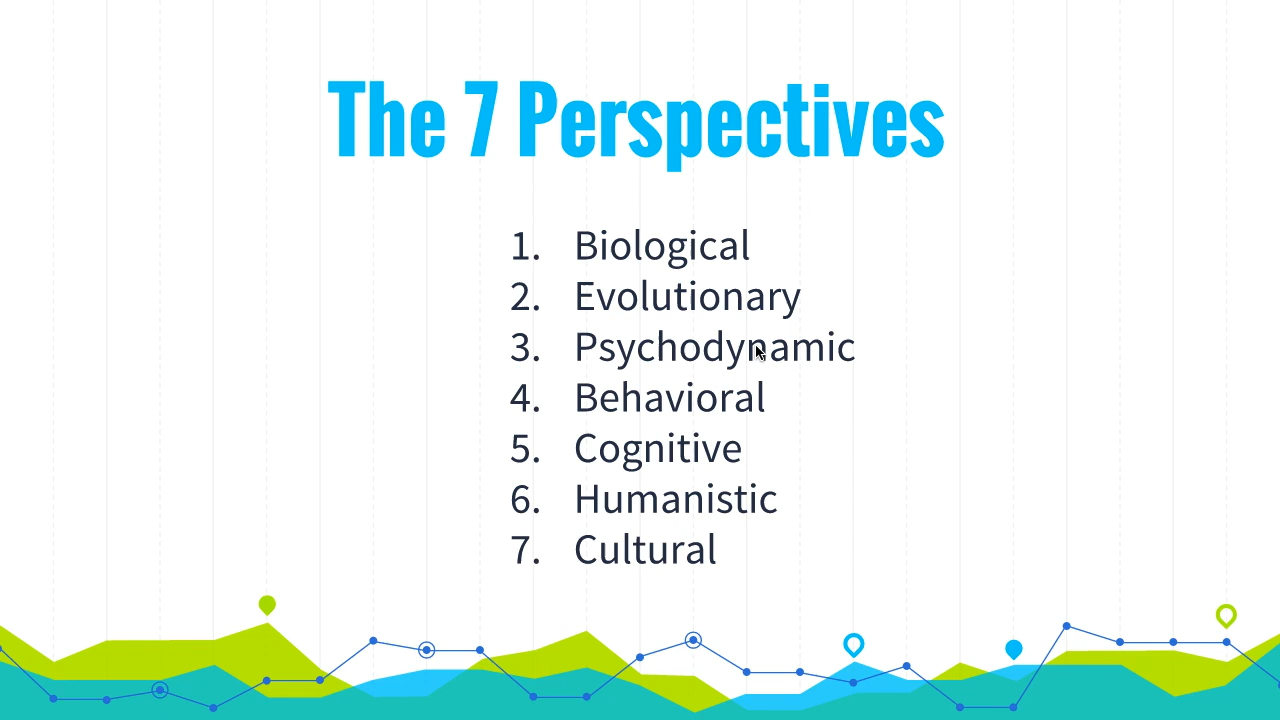 The 7 Perspectives
1. Biological
2. Evolutionary
3. Psychodynamic
4. Behavioral
5. Cognitive
6. Humanistic
7. Cultural